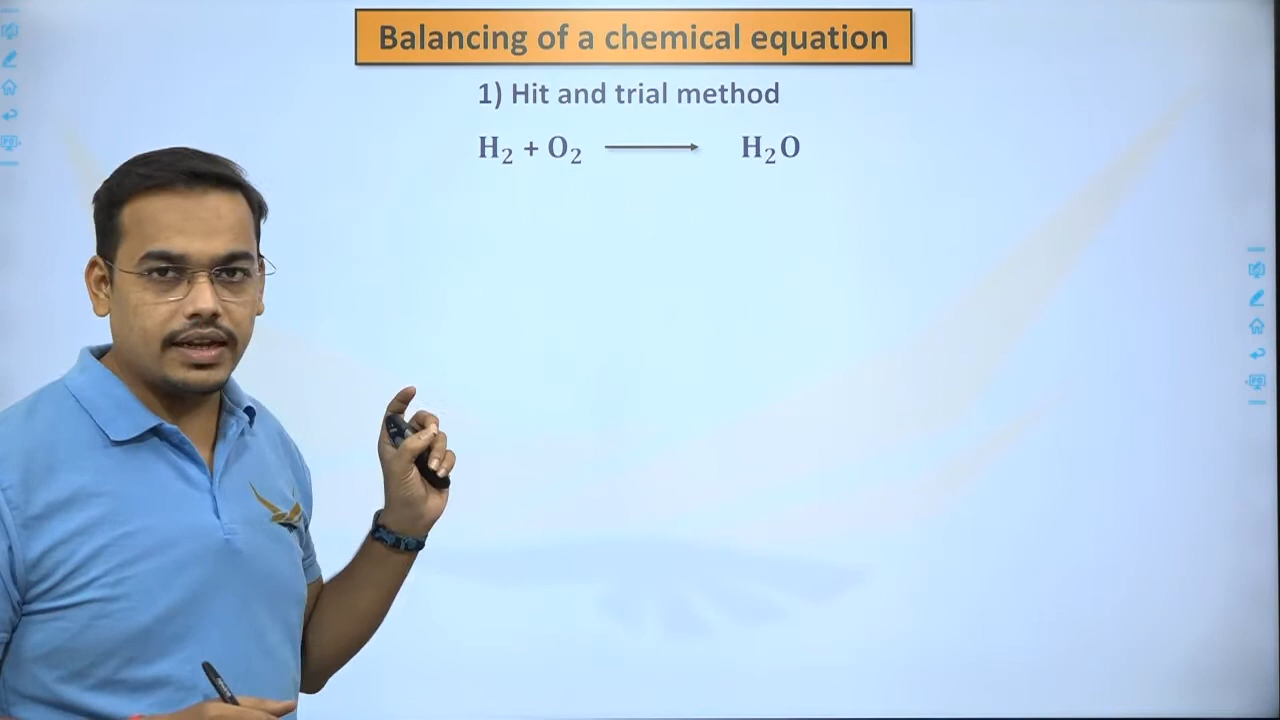 Balancing of a chemical equation
1) Hit and trial method
H₂ + O₂ ⟶ H₂O